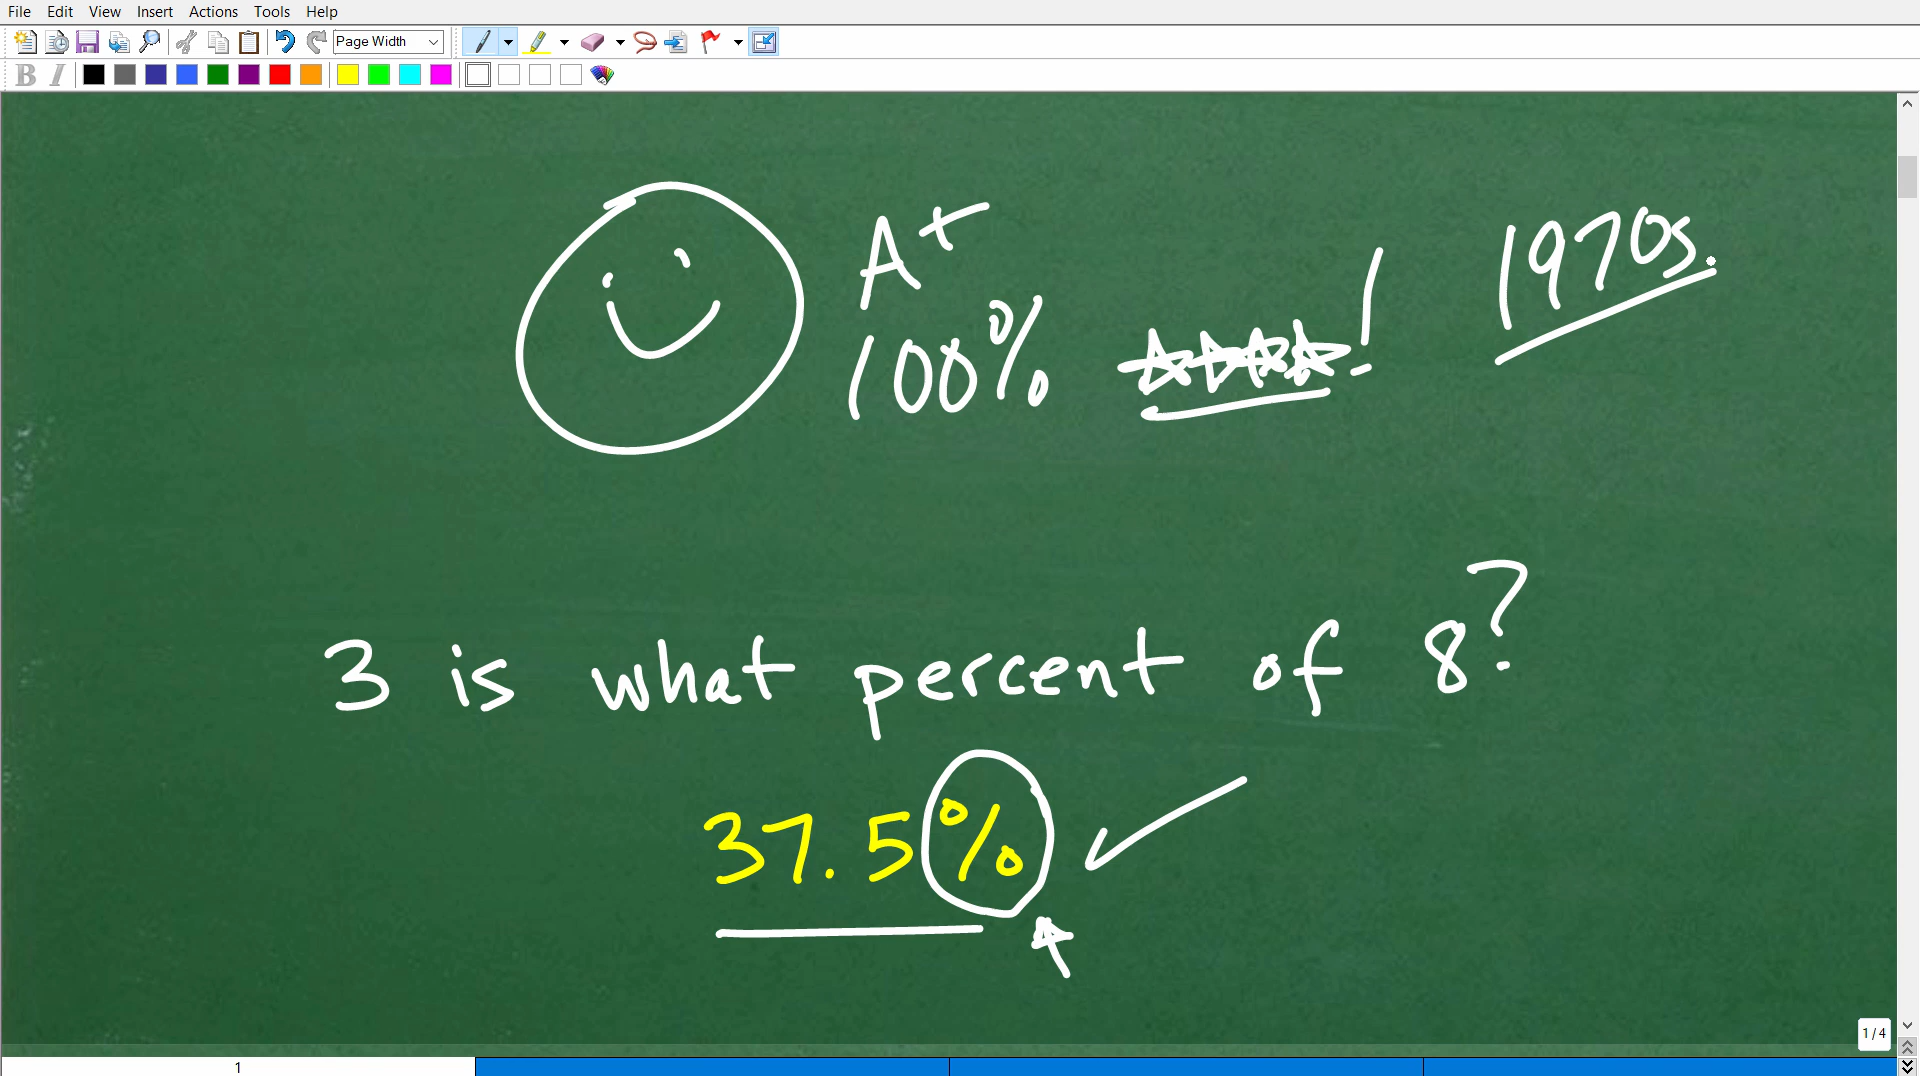 File Edit View Insert Actions Tools Help
Page Width
B I
A+
100% !
1970s.
3 is what percent of 8?
37.5%
1/4
1